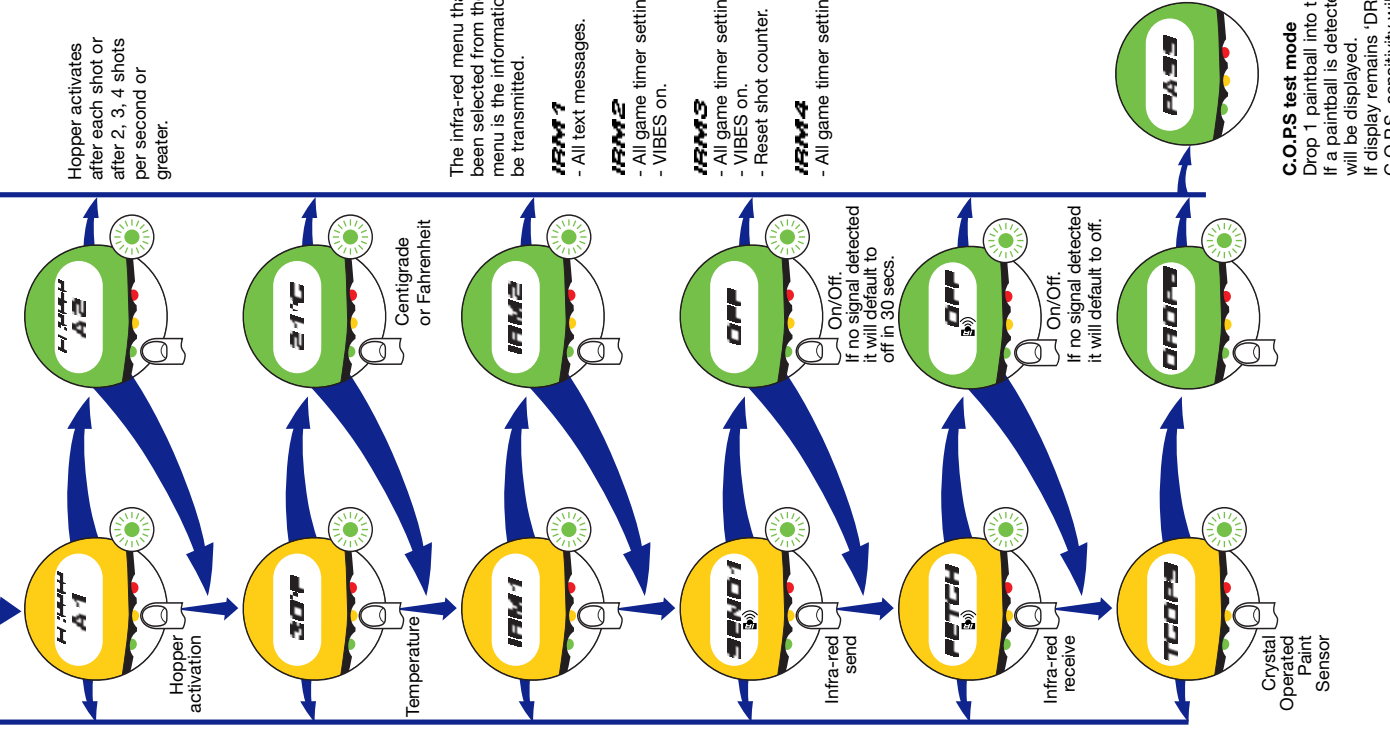 A1
Hopper
activation
A2
Hopper activates
after each shot or
after 2, 3, 4 shots
per second or
greater.
30°F
Temperature
21°C
Centigrade
or Fahrenheit
IRM1
IRM2
The infra-red menu tha
been selected from the
menu is the informatio
be transmitted.
IRM1
- All text messages.
IRM2
- All game timer settin
- VIBES on.
IRM3
- All game timer settin
- VIBES on.
- Reset shot counter.
IRM4
- All game timer settin
SEND1
Infra-red
send
OFF
On/Off.
If no signal detected
it will default to
off in 30 secs.
FETCH
Infra-red
receive
OFF
On/Off.
If no signal detected
it will default to off.
TCOPS
Crystal
Operated
Paint
Sensor
DROPB
PASS
C.O.P.S test mode
Drop 1 paintball into t
If a paintball is detecte
will be displayed.
If display remains ‘DR
C.O.P.S sensitivity wil